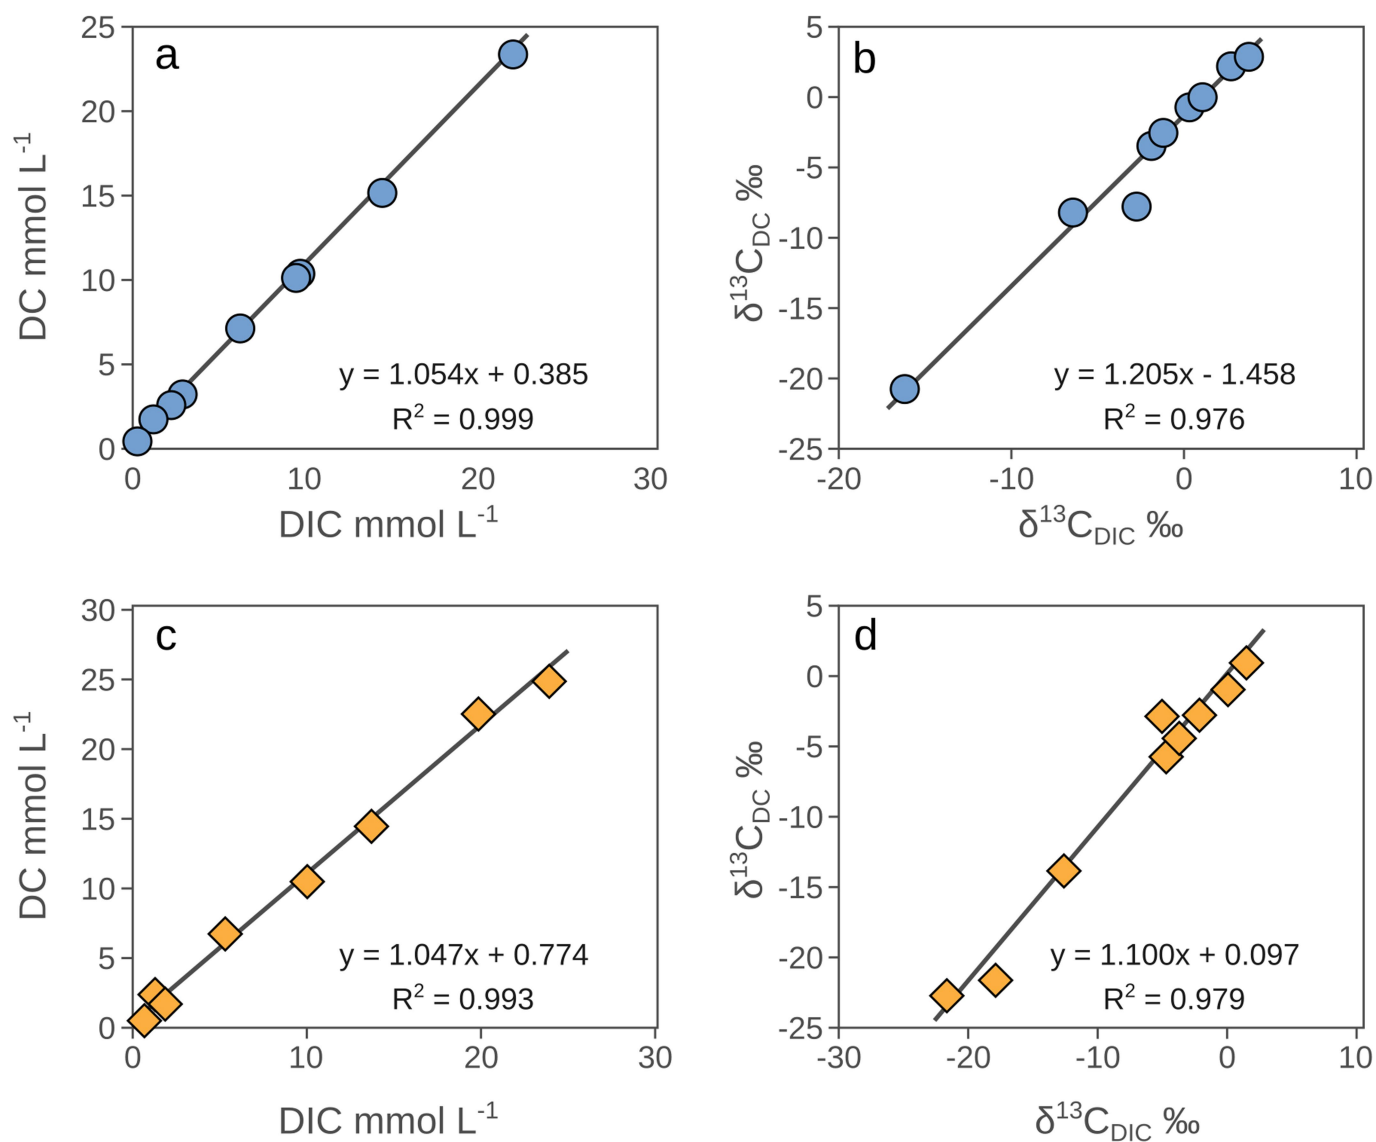 a
25
20
15
10
5
0
DC mmol L⁻¹
y = 1.054x + 0.385
R² = 0.999
0 10 20 30
DIC mmol L⁻¹
b
5
0
-5
-10
-15
-20
-25
δ¹³C_DC ‰
y = 1.205x - 1.458
R² = 0.976
-20 -10 0 10
δ¹³C_DIC ‰
c
30
25
20
15
10
5
0
DC mmol L⁻¹
y = 1.047x + 0.774
R² = 0.993
0 10 20 30
DIC mmol L⁻¹
d
5
0
-5
-10
-15
-20
-25
δ¹³C_DC ‰
y = 1.100x + 0.097
R² = 0.979
-30 -20 -10 0 10
δ¹³C_DIC ‰